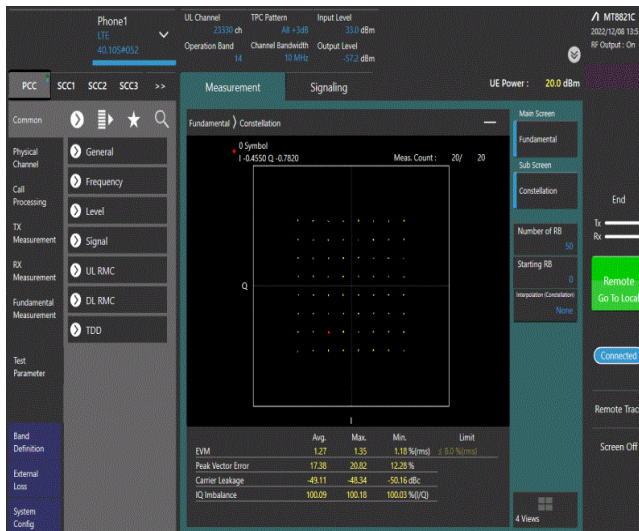 Phone1
LTE
40.10S#052
UL Channel
23330 ch
TPC Pattern
All +3dB
Input Level
33.0 dBm
Operation Band
14
Channel Bandwidth
10 MHz
Output Level
-57.2 dBm
MT8821C
2022/12/08 13:5
RF Output : On
PCC SCC1 SCC2 SCC3 >>
Measurement
Signaling
UE Power : 20.0 dBm
Common
Physical
Channel
Call
Processing
TX
Measurement
RX
Measurement
Fundamental
Measurement
Test
Parameter
Band
Definition
External
Loss
System
Config
General
Frequency
Level
Signal
UL RMC
DL RMC
TDD
Fundamental > Constellation
0 Symbol
I -0.4550 Q -0.7820
Meas. Count : 20/ 20
Q
I
Avg. Max. Min. Limit
EVM 1.27 1.35 1.18 %(rms) ≤ 8.0 %(rms)
Peak Vector Error 17.38 20.82 12.28 %
Carrier Leakage -49.11 -48.34 -50.16 dBc
IQ Imbalance 100.09 100.18 100.03 %(I/Q)
Main Screen
Fundamental
Sub Screen
Constellation
Number of RB
50
Starting RB
0
Interpolation (Constellation)
None
4 Views
End
Tx
Rx
Remote
Go To Local
Connected
Remote Trac
Screen Off